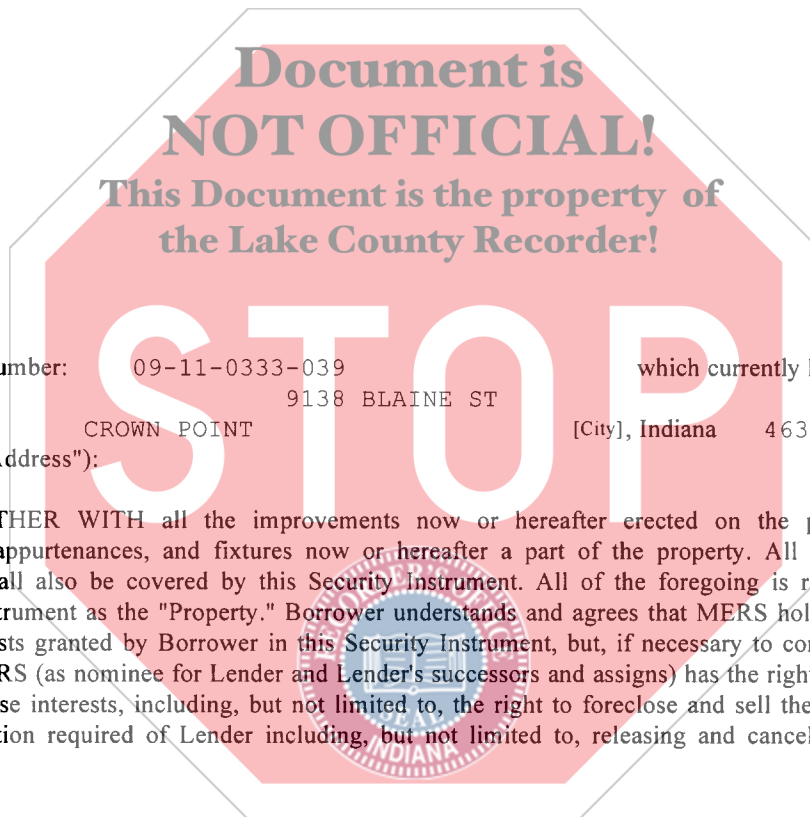 Document is
NOT OFFICIAL!
This Document is the property of
the Lake County Recorder!
STOP
umber: 09-11-0333-039 which currently
9138 BLAINE ST
CROWN POINT [City], Indiana 463
ddress"):
THER WITH all the improvements now or hereafter erected on the p
appurtenances, and fixtures now or hereafter a part of the property. All
all also be covered by this Security Instrument. All of the foregoing is r
trument as the "Property." Borrower understands and agrees that MERS hol
sts granted by Borrower in this Security Instrument, but, if necessary to co
RS (as nominee for Lender and Lender's successors and assigns) has the right
se interests, including, but not limited to, the right to foreclose and sell the
tion required of Lender including, but not limited to, releasing and cancel
RECORDER'S OFFICE
SEAL
INDIANA